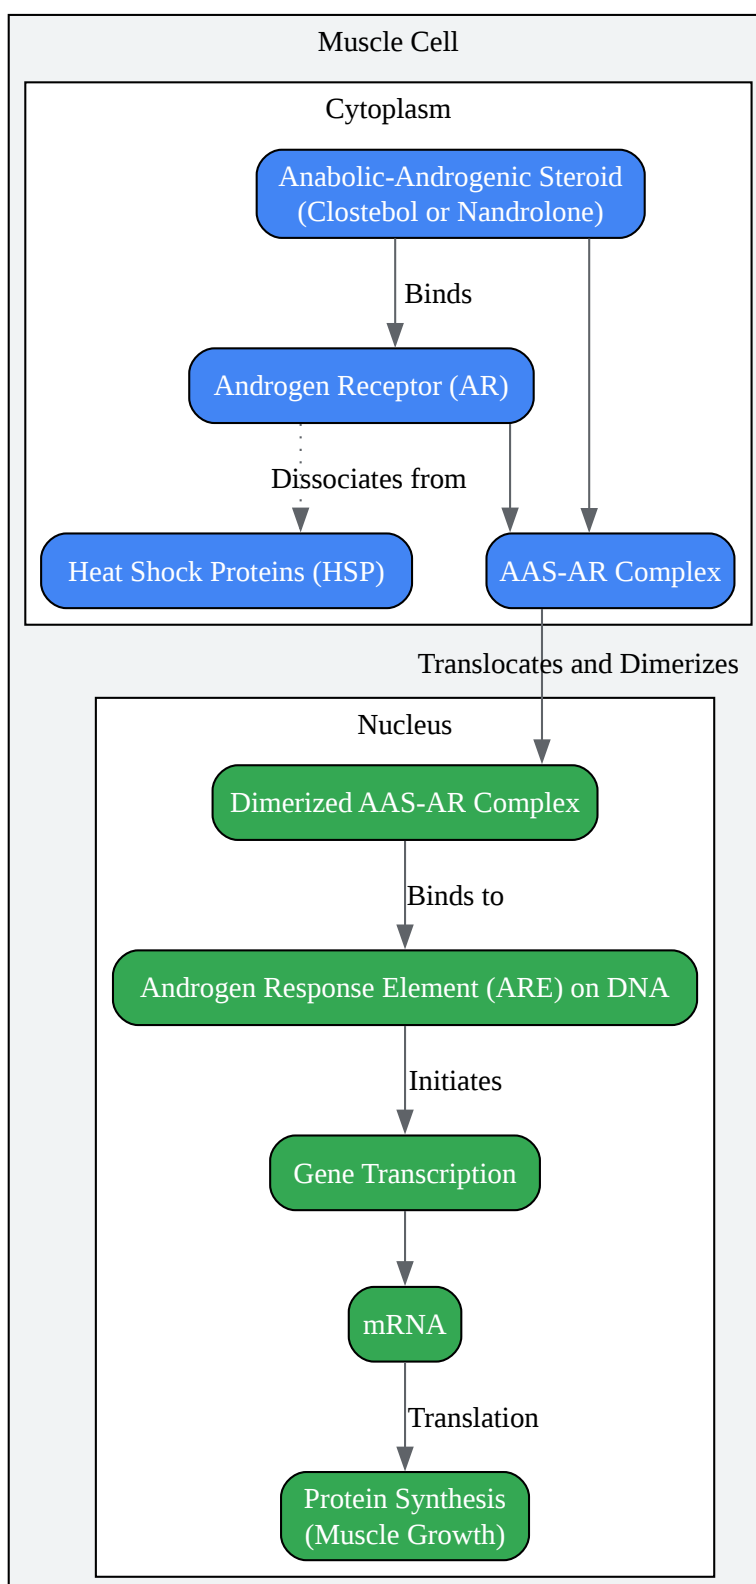 Muscle Cell
Cytoplasm
Anabolic-Androgenic Steroid
(Clostebol or Nandrolone)
Binds
Androgen Receptor (AR)
Dissociates from
Heat Shock Proteins (HSP)
AAS-AR Complex
Translocates and Dimerizes
Nucleus
Dimerized AAS-AR Complex
Binds to
Androgen Response Element (ARE) on DNA
Initiates
Gene Transcription
mRNA
Translation
Protein Synthesis
(Muscle Growth)